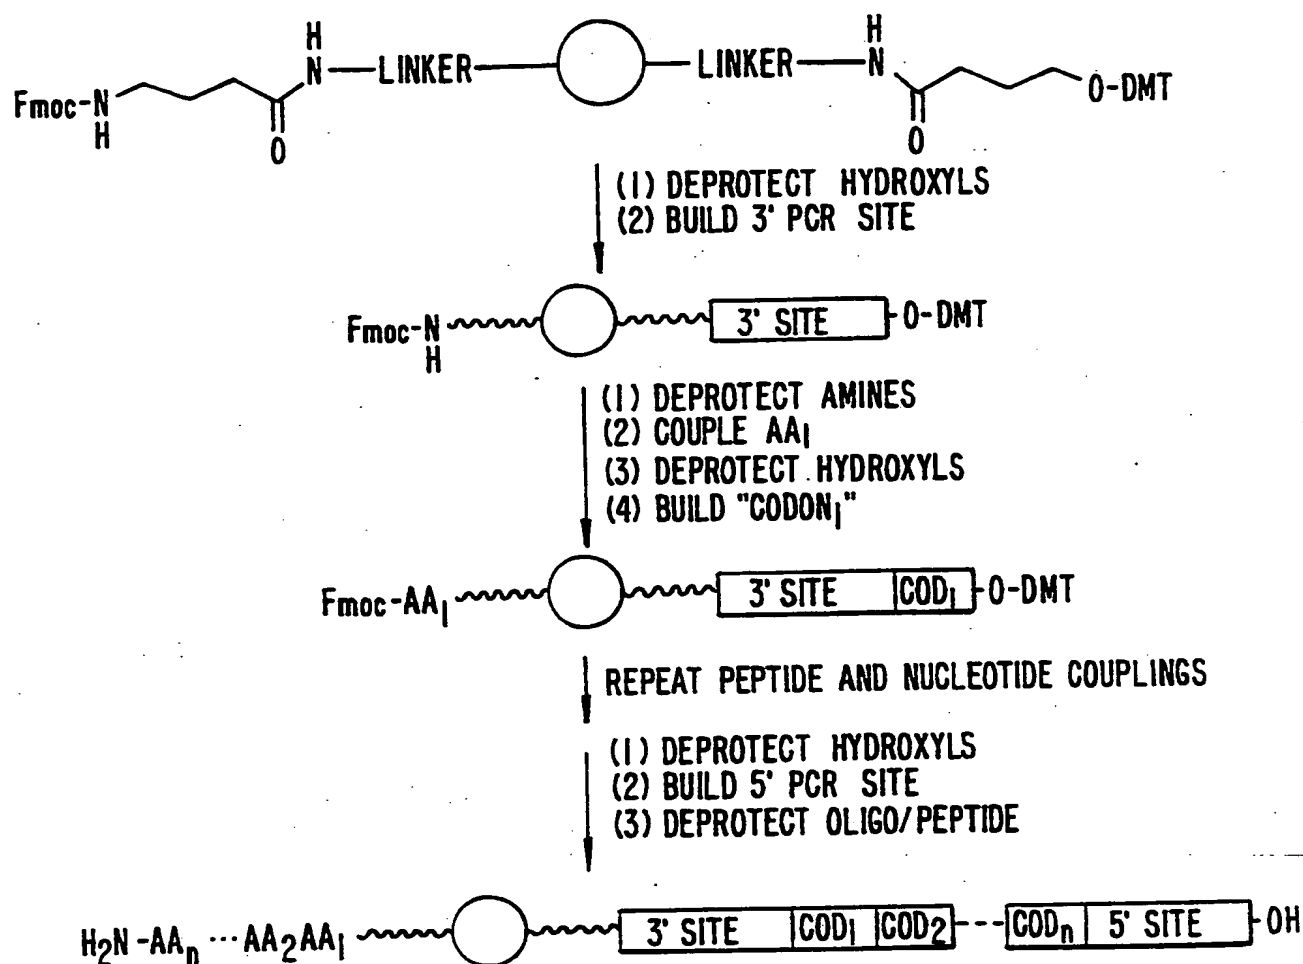 H H
Fmoc-N N—LINKER LINKER—N O-DMT
H O O
(1) DEPROTECT HYDROXYLS
(2) BUILD 3' PCR SITE
Fmoc-N 3' SITE O-DMT
H
(1) DEPROTECT AMINES
(2) COUPLE AA₁
(3) DEPROTECT HYDROXYLS
(4) BUILD "CODON₁"
Fmoc-AA₁ 3' SITE COD₁ O-DMT
REPEAT PEPTIDE AND NUCLEOTIDE COUPLINGS
(1) DEPROTECT HYDROXYLS
(2) BUILD 5' PCR SITE
(3) DEPROTECT OLIGO/PEPTIDE
H₂N-AAₙ ···AA₂AA₁ 3' SITE COD₁ COD₂ --- CODₙ 5' SITE OH